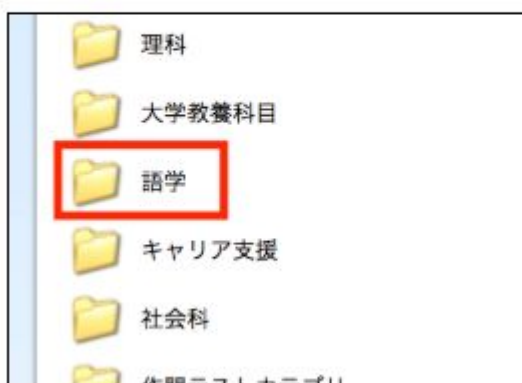 理科
大学教養科目
語学
キャリア支援
社会科